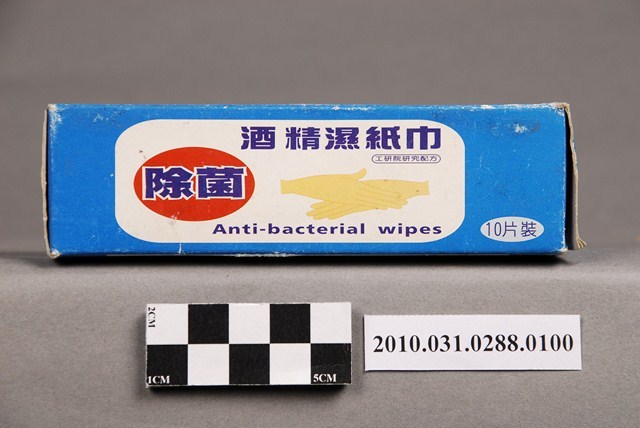 酒精濕紙巾
工研院研究配方
除菌
Anti-bacterial wipes
10片裝
2CM
1CM
5CM
2010.031.0288.0100